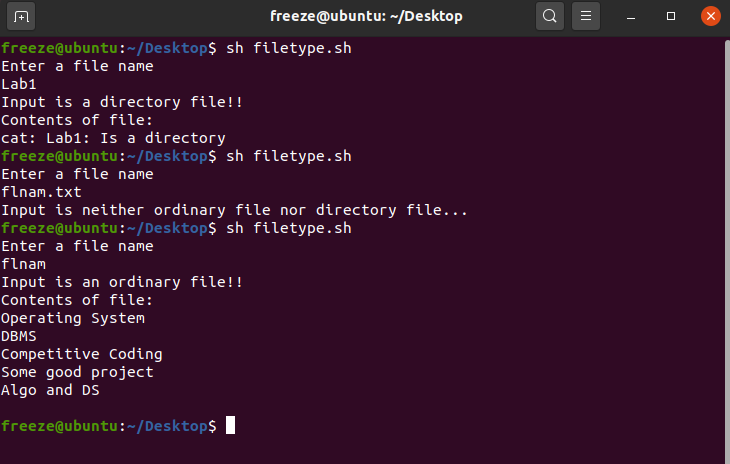 freeze@ubuntu: ~/Desktop
freeze@ubuntu:~/Desktop$ sh filetype.sh
Enter a file name
Lab1
Input is a directory file!!
Contents of file:
cat: Lab1: Is a directory
freeze@ubuntu:~/Desktop$ sh filetype.sh
Enter a file name
flnam.txt
Input is neither ordinary file nor directory file...
freeze@ubuntu:~/Desktop$ sh filetype.sh
Enter a file name
flnam
Input is an ordinary file!!
Contents of file:
Operating System
DBMS
Competitive Coding
Some good project
Algo and DS
freeze@ubuntu:~/Desktop$